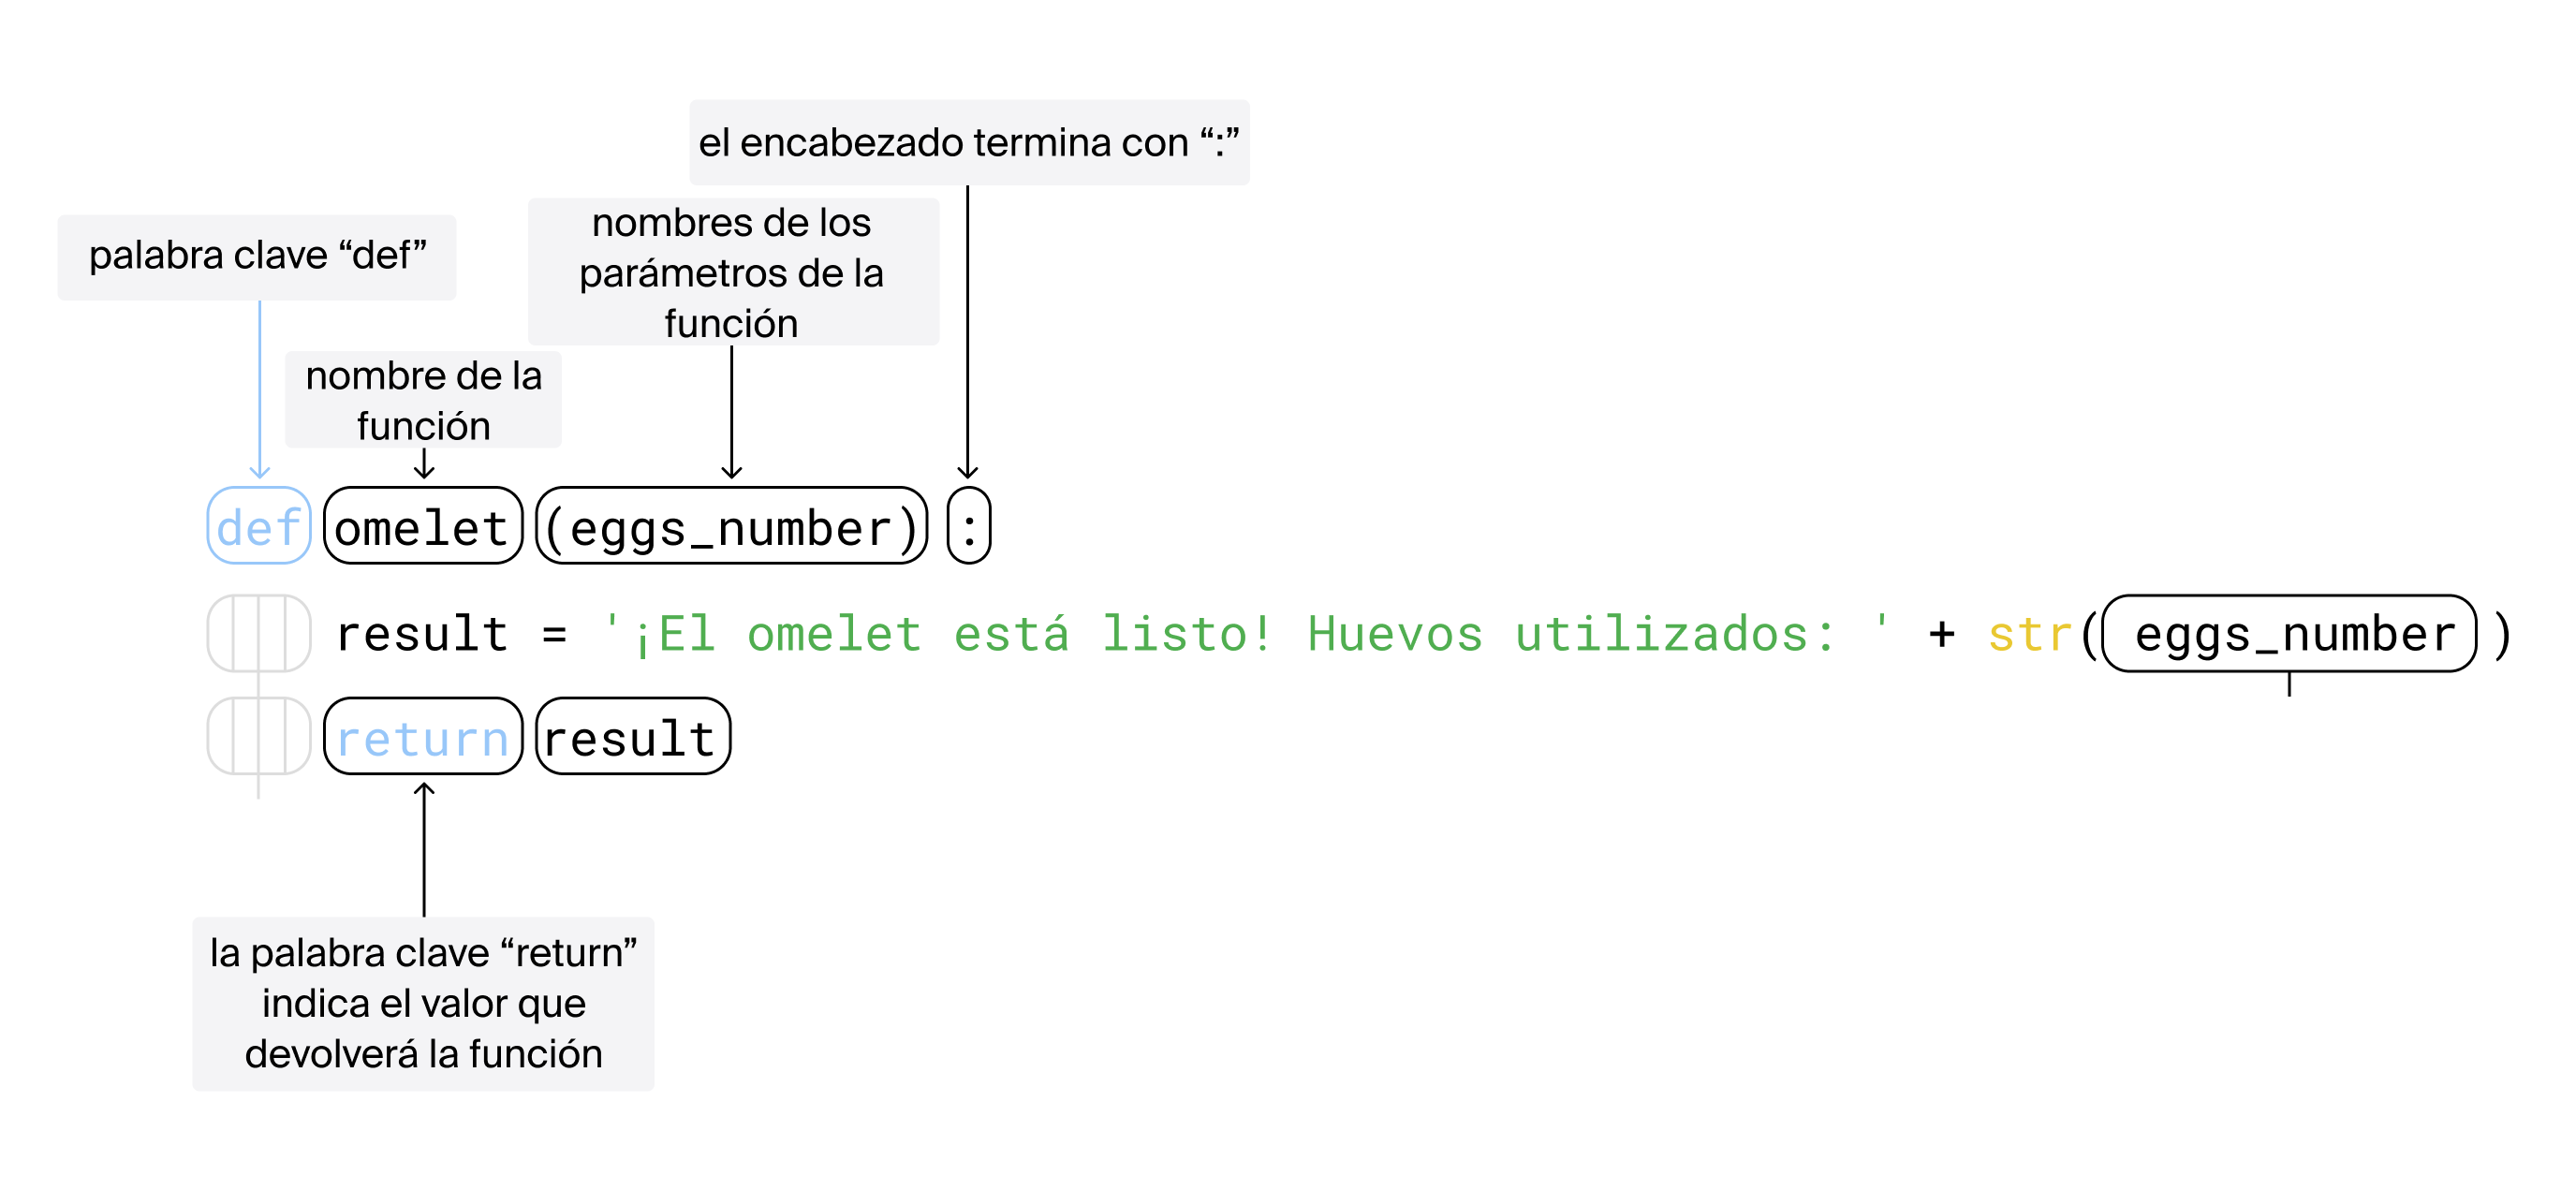 el encabezado termina con “:”
palabra clave “def”
nombres de los
parámetros de la
función
nombre de la
función
def omelet (eggs_number) :
result = '¡El omelet está listo! Huevos utilizados: ' + str( eggs_number )
return result
la palabra clave “return”
indica el valor que
devolverá la función